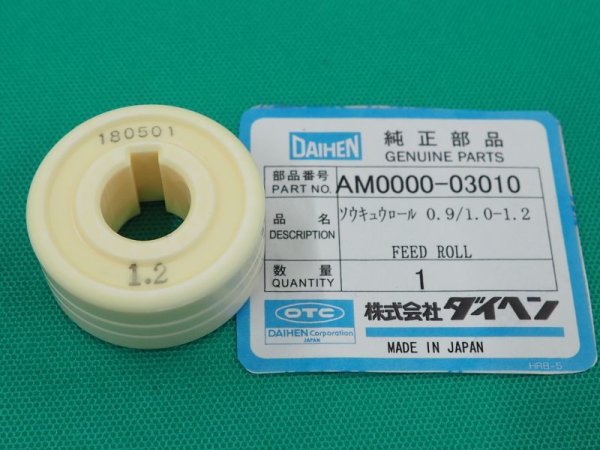 180501
1.2
DAIHEN 純正部品
GENUINE PARTS
部品番号
PART NO. AM0000-03010
品名 ソウキュウロール 0.9/1.0-1.2
DESCRIPTION
FEED ROLL
数量
QUANTITY 1
OTC 株式会社ダイヘン
DAIHEN Corporation
JAPAN
MADE IN JAPAN
HRB-5